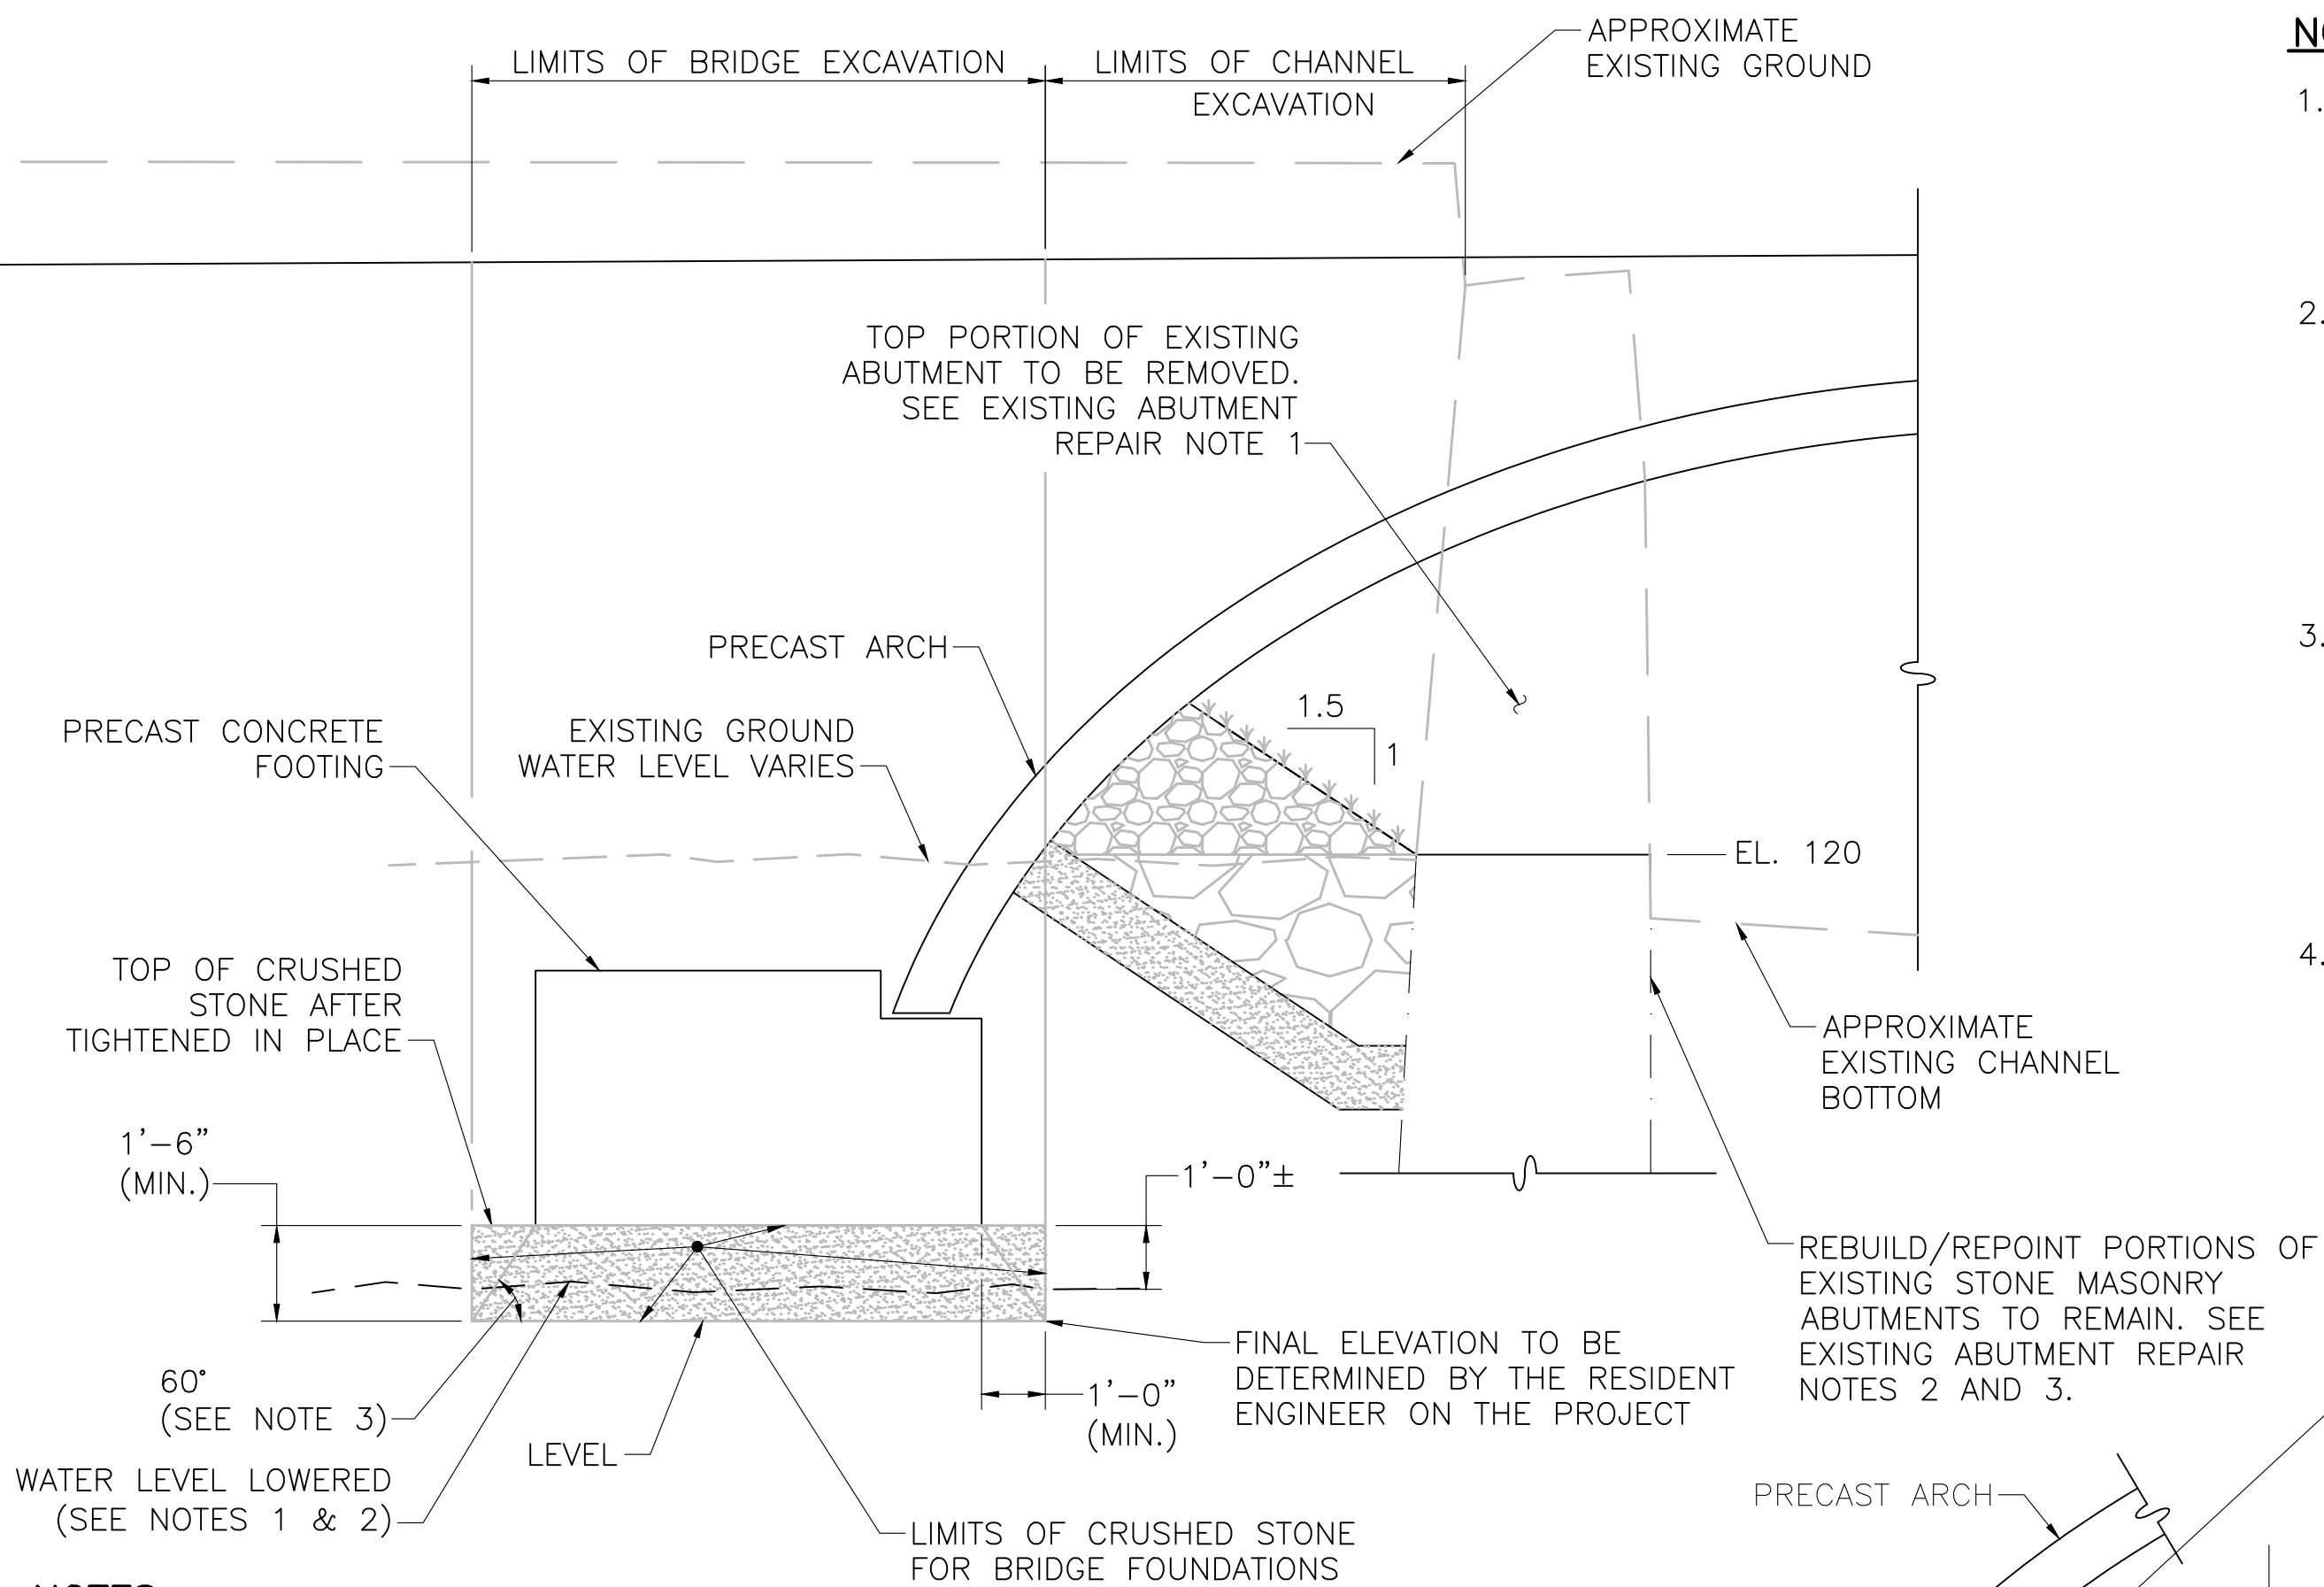 LIMITS OF BRIDGE EXCAVATION
LIMITS OF CHANNEL
EXCAVATION
APPROXIMATE
EXISTING GROUND
1.
2.
3.
4.
TOP PORTION OF EXISTING
ABUTMENT TO BE REMOVED.
SEE EXISTING ABUTMENT
REPAIR NOTE 1
PRECAST ARCH
1.5
1
PRECAST CONCRETE
FOOTING
EXISTING GROUND
WATER LEVEL VARIES
EL. 120
TOP OF CRUSHED
STONE AFTER
TIGHTENED IN PLACE
APPROXIMATE
EXISTING CHANNEL
BOTTOM
1'-6"
(MIN.)
1'-0"±
REBUILD/REPOINT PORTIONS OF
EXISTING STONE MASONRY
ABUTMENTS TO REMAIN. SEE
EXISTING ABUTMENT REPAIR
NOTES 2 AND 3.
FINAL ELEVATION TO BE
DETERMINED BY THE RESIDENT
ENGINEER ON THE PROJECT
60°
(SEE NOTE 3)
1'-0"
(MIN.)
LEVEL
WATER LEVEL LOWERED
(SEE NOTES 1 & 2)
LIMITS OF CRUSHED STONE
FOR BRIDGE FOUNDATIONS
PRECAST ARCH